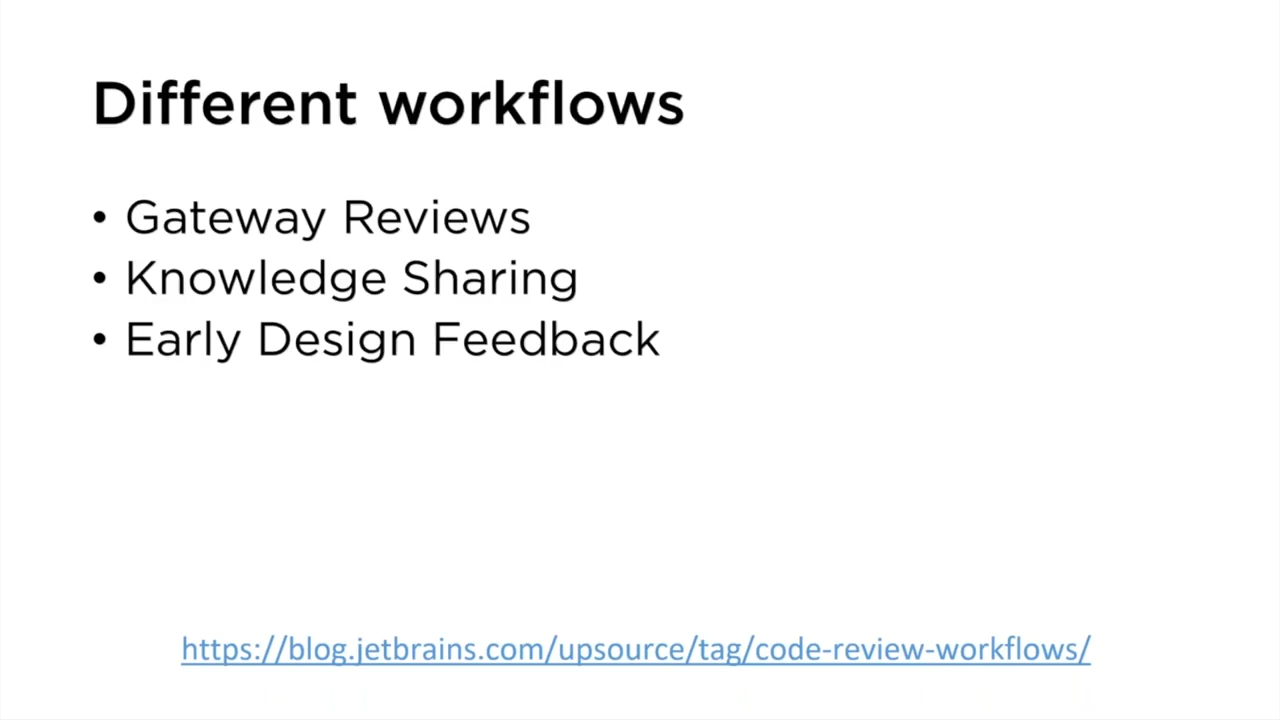 Different workflows
• Gateway Reviews
• Knowledge Sharing
• Early Design Feedback
https://blog.jetbrains.com/upsource/tag/code-review-workflows/